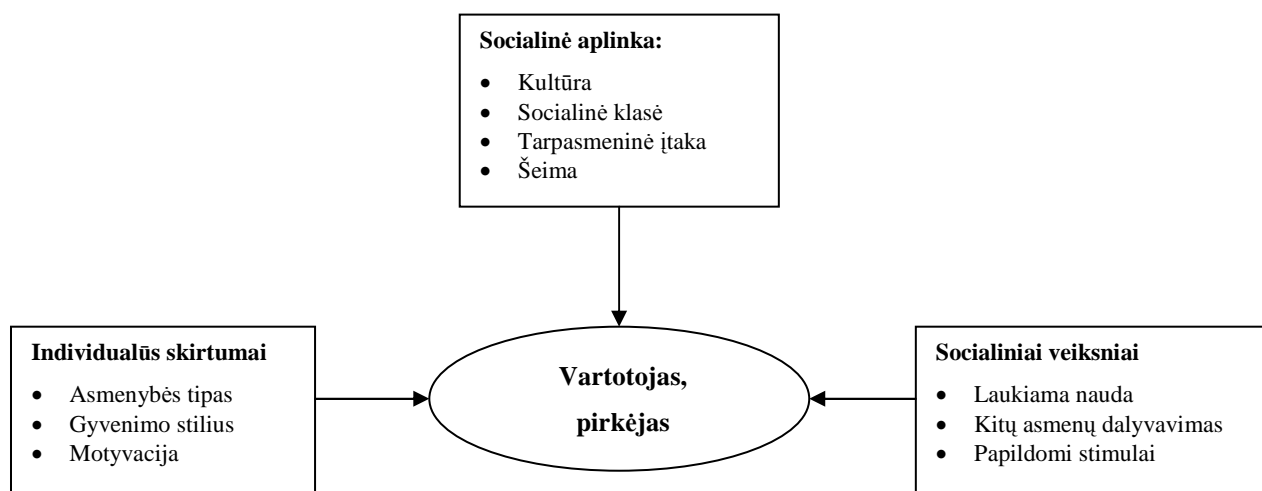 Socialinė aplinka:
• Kultūra
• Socialinė klasė
• Tarpasmeninė įtaka
• Šeima
Individualūs skirtumai
• Asmenybės tipas
• Gyvenimo stilius
• Motyvacija
Vartotojas,
pirkėjas
Socialiniai veiksniai
• Laukiama nauda
• Kitų asmenų dalyvavimas
• Papildomi stimulai